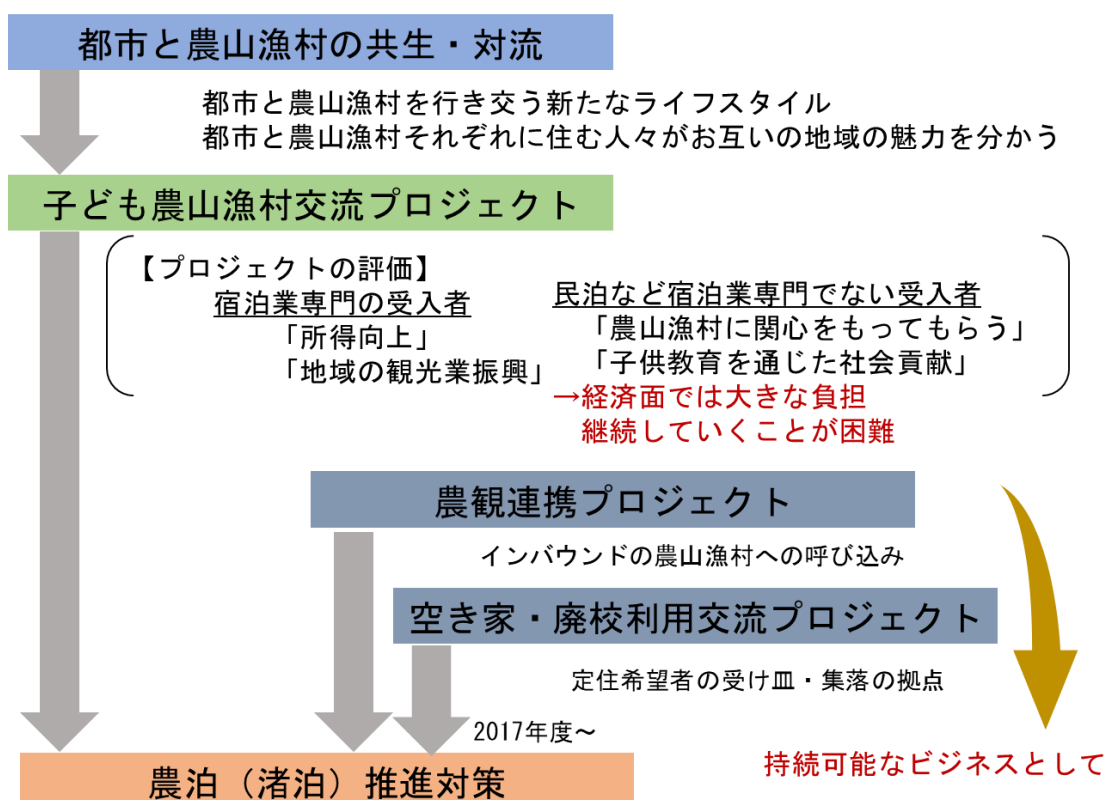 都市と農山漁村の共生・対流
都市と農山漁村を行き交う新たなライフスタイル
都市と農山漁村それぞれに住む人々がお互いの地域の魅力を分かう
子ども農山漁村交流プロジェクト
【プロジェクトの評価】
宿泊業専門の受入者
「所得向上」
「地域の観光業振興」
民泊など宿泊業専門でない受入者
「農山漁村に関心をもってもらう」
「子供教育を通じた社会貢献」
→経済面では大きな負担
継続していくことが困難
農観連携プロジェクト
インバウンドの農山漁村への呼び込み
空き家・廃校利用交流プロジェクト
定住希望者の受け皿・集落の拠点
2017年度～
農泊（渚泊）推進対策
持続可能なビジネスとして